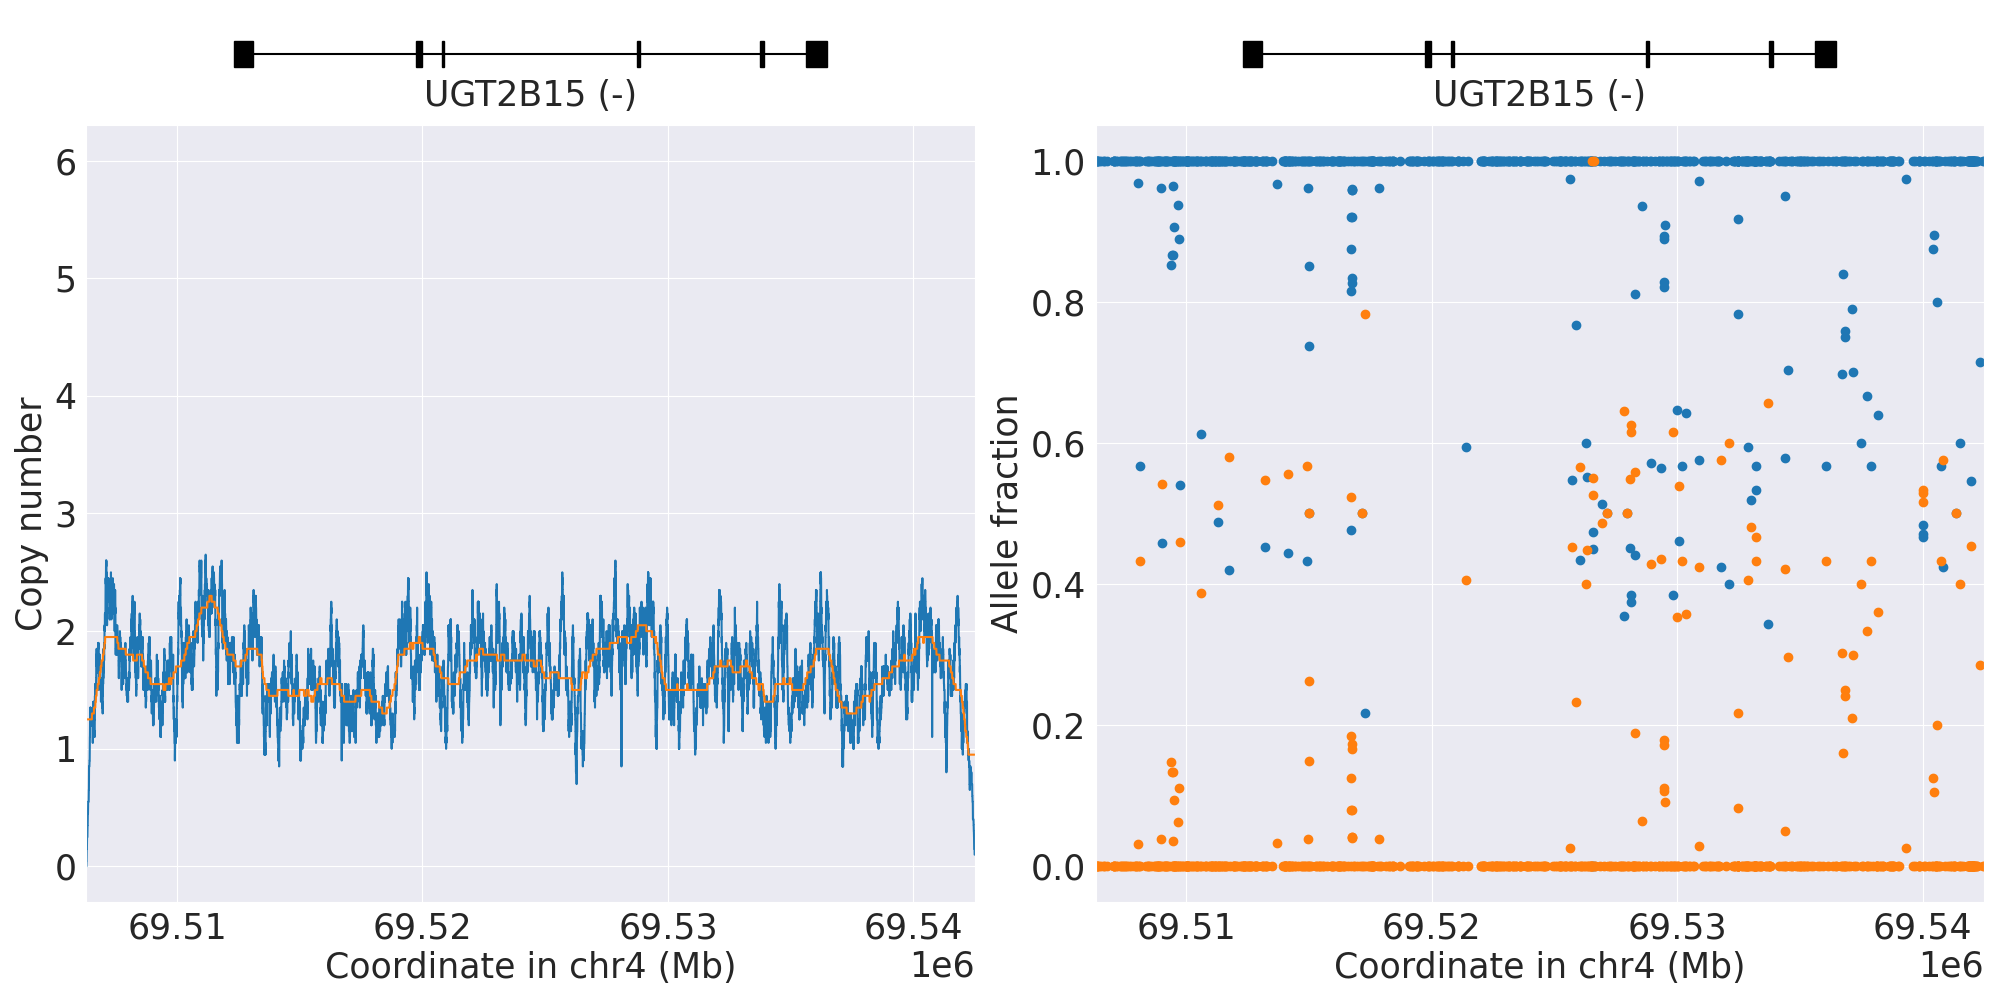 UGT2B15 (-)
6
5
4
3
2
1
0
Copy number
69.51 69.52 69.53 69.54
Coordinate in chr4 (Mb)
1e6
UGT2B15 (-)
1.0
0.8
0.6
0.4
0.2
0.0
Allele fraction
69.51 69.52 69.53 69.54
Coordinate in chr4 (Mb)
1e6